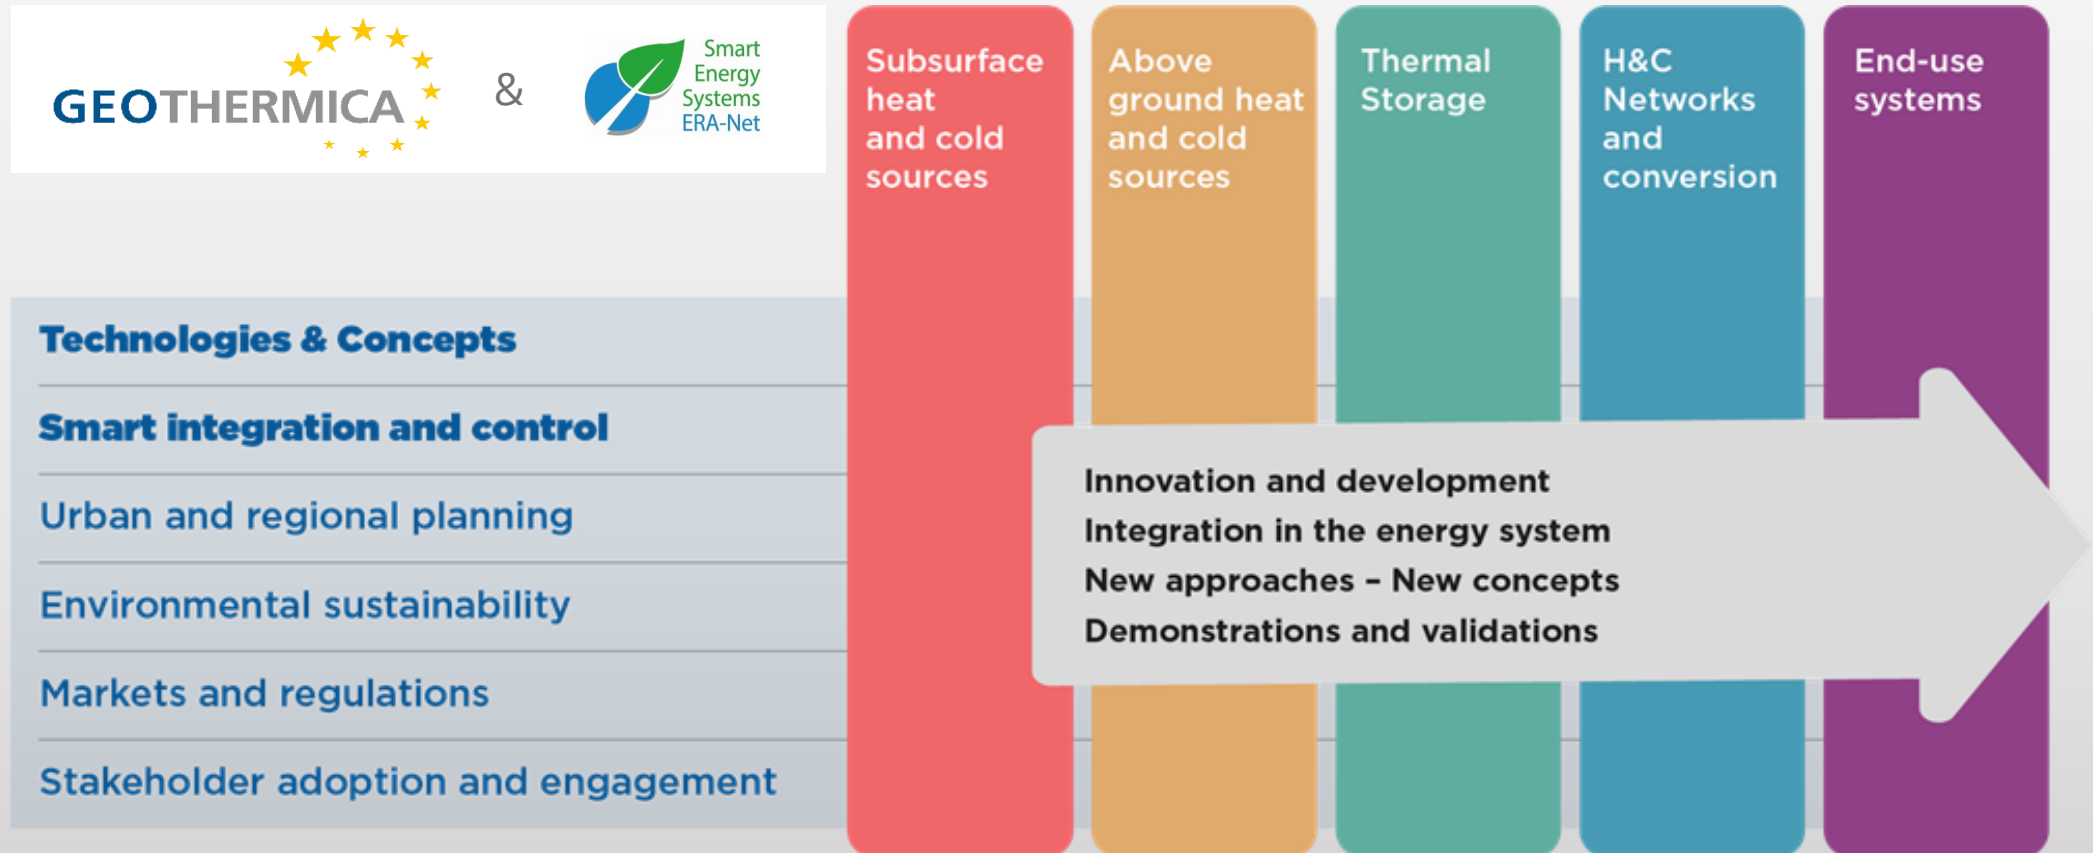 GEOTHERMICA
&
Smart
Energy
Systems
ERA-Net
Subsurface
heat
and cold
sources
Above
ground heat
and cold
sources
Thermal
Storage
H&C
Networks
and
conversion
End-use
systems
Technologies & Concepts
Smart integration and control
Urban and regional planning
Environmental sustainability
Markets and regulations
Stakeholder adoption and engagement
Innovation and development
Integration in the energy system
New approaches – New concepts
Demonstrations and validations